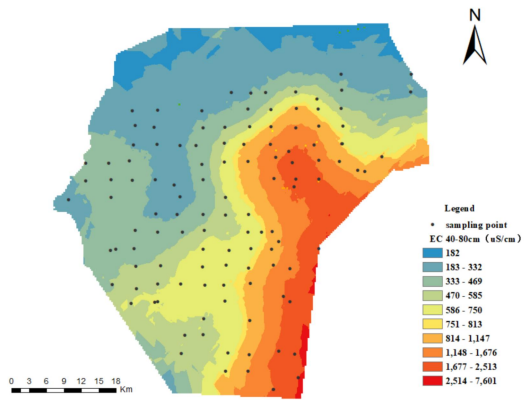 N
Legend
sampling point
EC 40-80cm（uS/cm）
182
183 - 332
333 - 469
470 - 585
586 - 750
751 - 813
814 - 1,147
1,148 - 1,676
1,677 - 2,513
2,514 - 7,601
0 3 6 9 12 15 18
Km